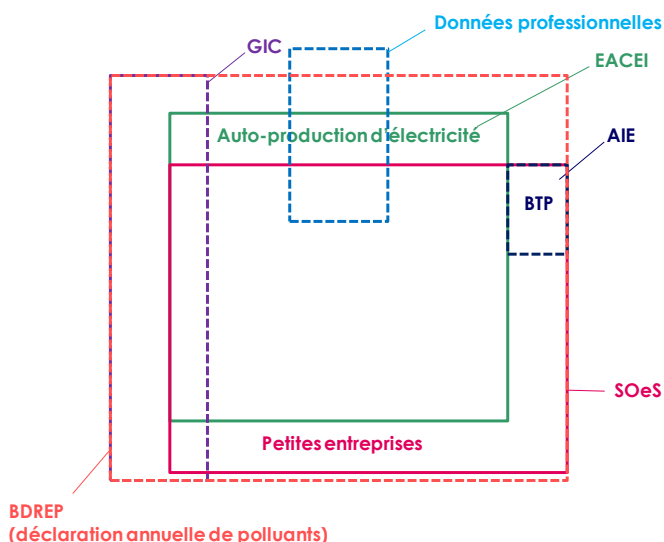 Données professionnelles
GIC
EACEI
Auto-production d'électricité
AIE
BTP
SOeS
Petites entreprises
BDREP
(déclaration annuelle de polluants)